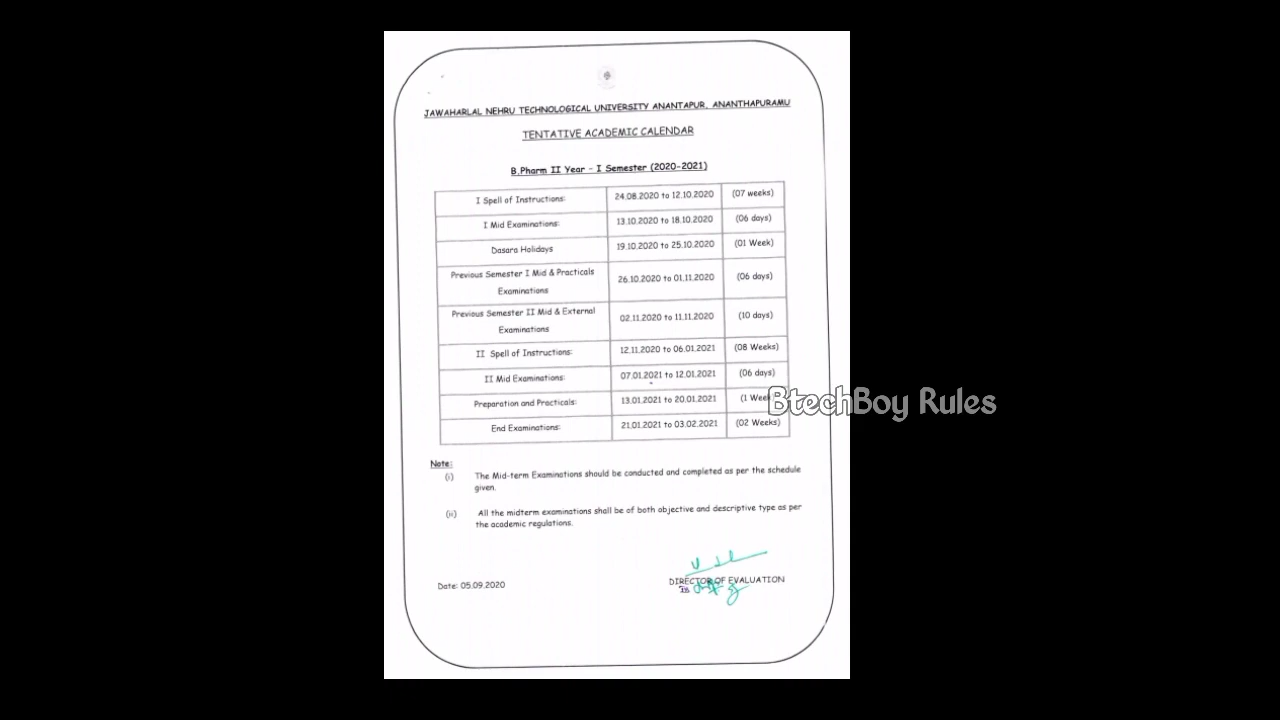 JAWAHARLAL NEHRU TECHNOLOGICAL UNIVERSITY ANANTAPUR, ANANTHAPURAMU
TENTATIVE ACADEMIC CALENDAR
B.Pharm II Year - I Semester (2020-2021)
I Spell of Instructions: 24.08.2020 to 12.10.2020 (07 weeks)
I Mid Examinations: 13.10.2020 to 18.10.2020 (06 days)
Dasara Holidays 19.10.2020 to 25.10.2020 (01 Week)
Previous Semester I Mid & Practicals
Examinations 26.10.2020 to 01.11.2020 (06 days)
Previous Semester II Mid & External
Examinations 02.11.2020 to 11.11.2020 (10 days)
II Spell of Instructions: 12.11.2020 to 06.01.2021 (08 Weeks)
II Mid Examinations: 07.01.2021 to 12.01.2021 (06 days)
Preparation and Practicals: 13.01.2021 to 20.01.2021 (1 Week
End Examinations: 21.01.2021 to 03.02.2021 (02 Weeks)
BtechBoy Rules
Note:
(i) The Mid-term Examinations should be conducted and completed as per the schedule
given.
(ii) All the midterm examinations shall be of both objective and descriptive type as per
the academic regulations.
Date: 05.09.2020
DIRECTOR OF EVALUATION